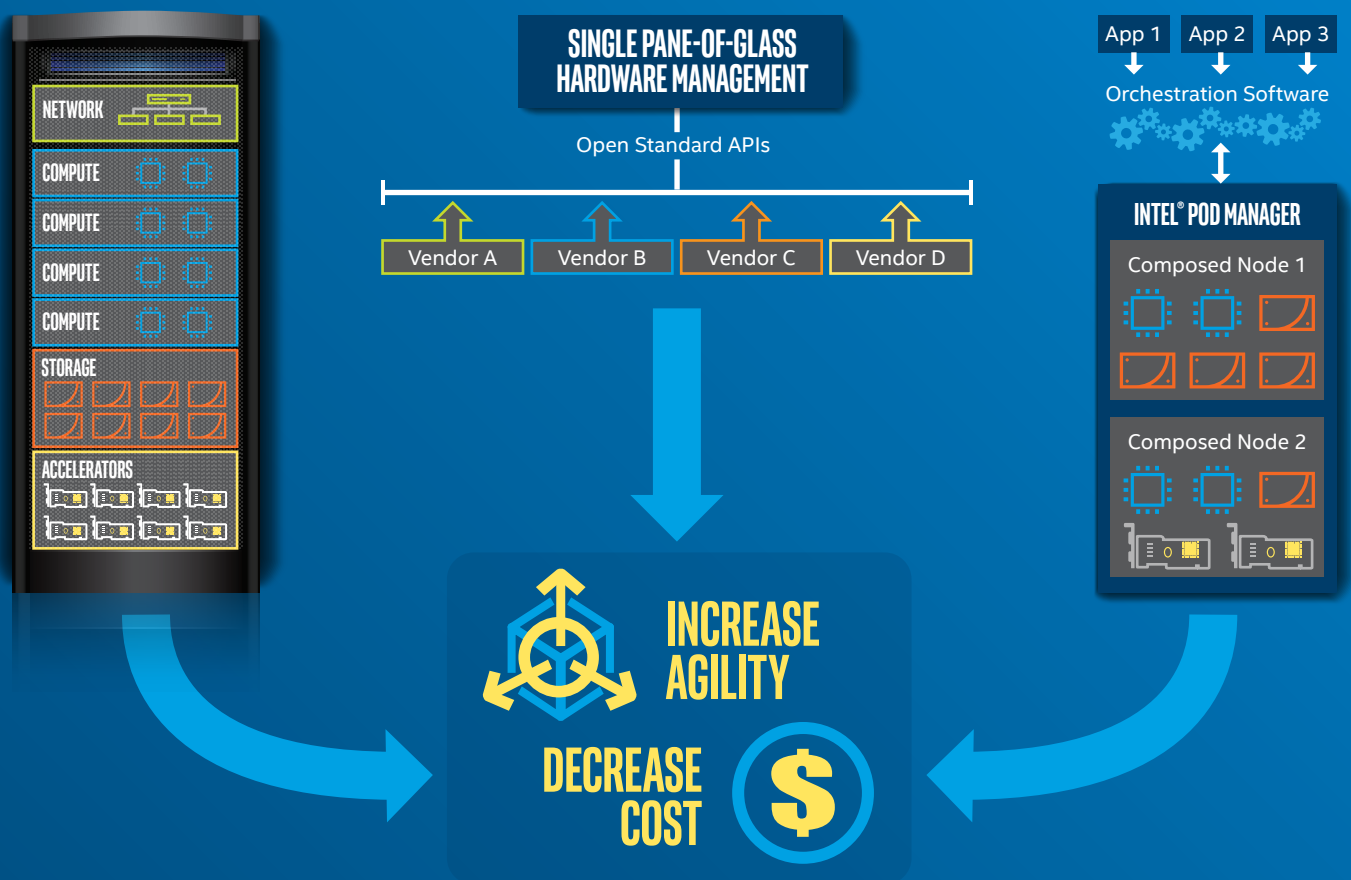 NETWORK
COMPUTE
COMPUTE
COMPUTE
COMPUTE
STORAGE
ACCELERATORS
SINGLE PANE-OF-GLASS
HARDWARE MANAGEMENT
Open Standard APIs
Vendor A
Vendor B
Vendor C
Vendor D
App 1
App 2
App 3
Orchestration Software
INTEL® POD MANAGER
Composed Node 1
Composed Node 2
INCREASE
AGILITY
DECREASE
COST
$